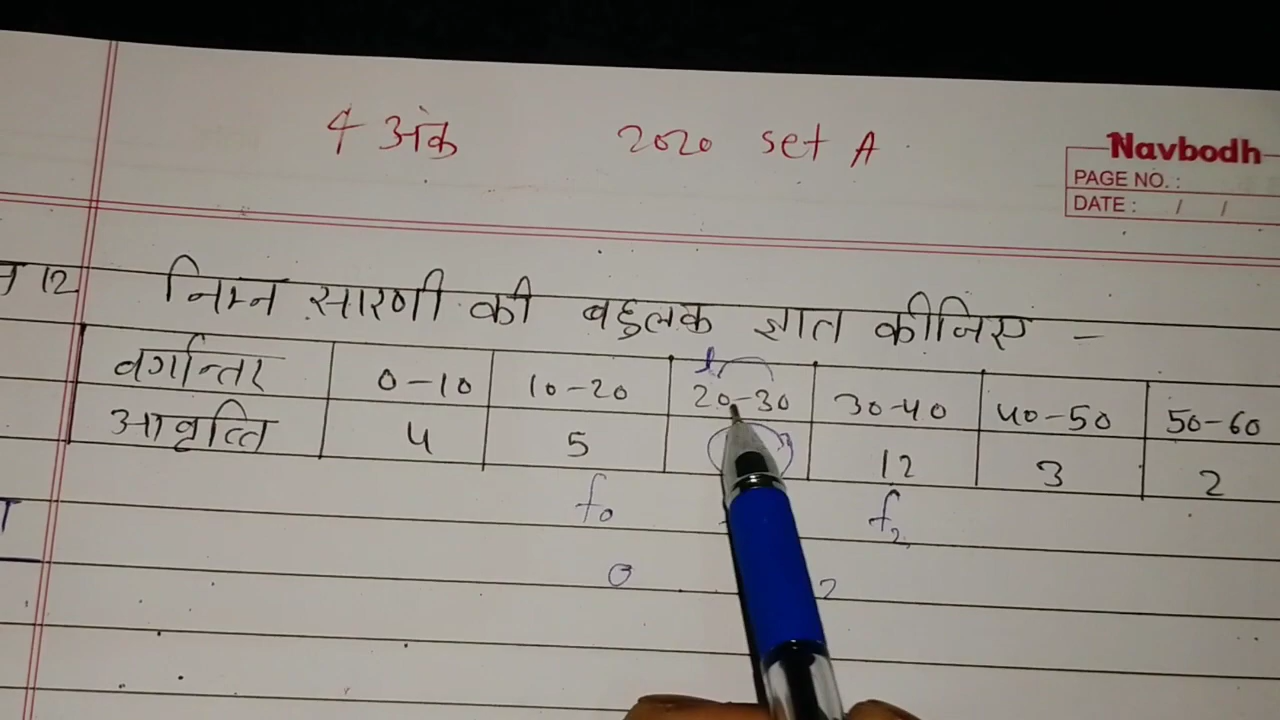 4 अंक 2020 set A
Navbodh
PAGE NO. :
DATE : / /
12 निम्न सारणी की बहुलक ज्ञात कीजिए –
l
वर्गान्तर 0-10 10-20 20-30 30-40 40-50 50-60
आवृत्ति 4 5 12 3 2
f₀ f₂
0 2